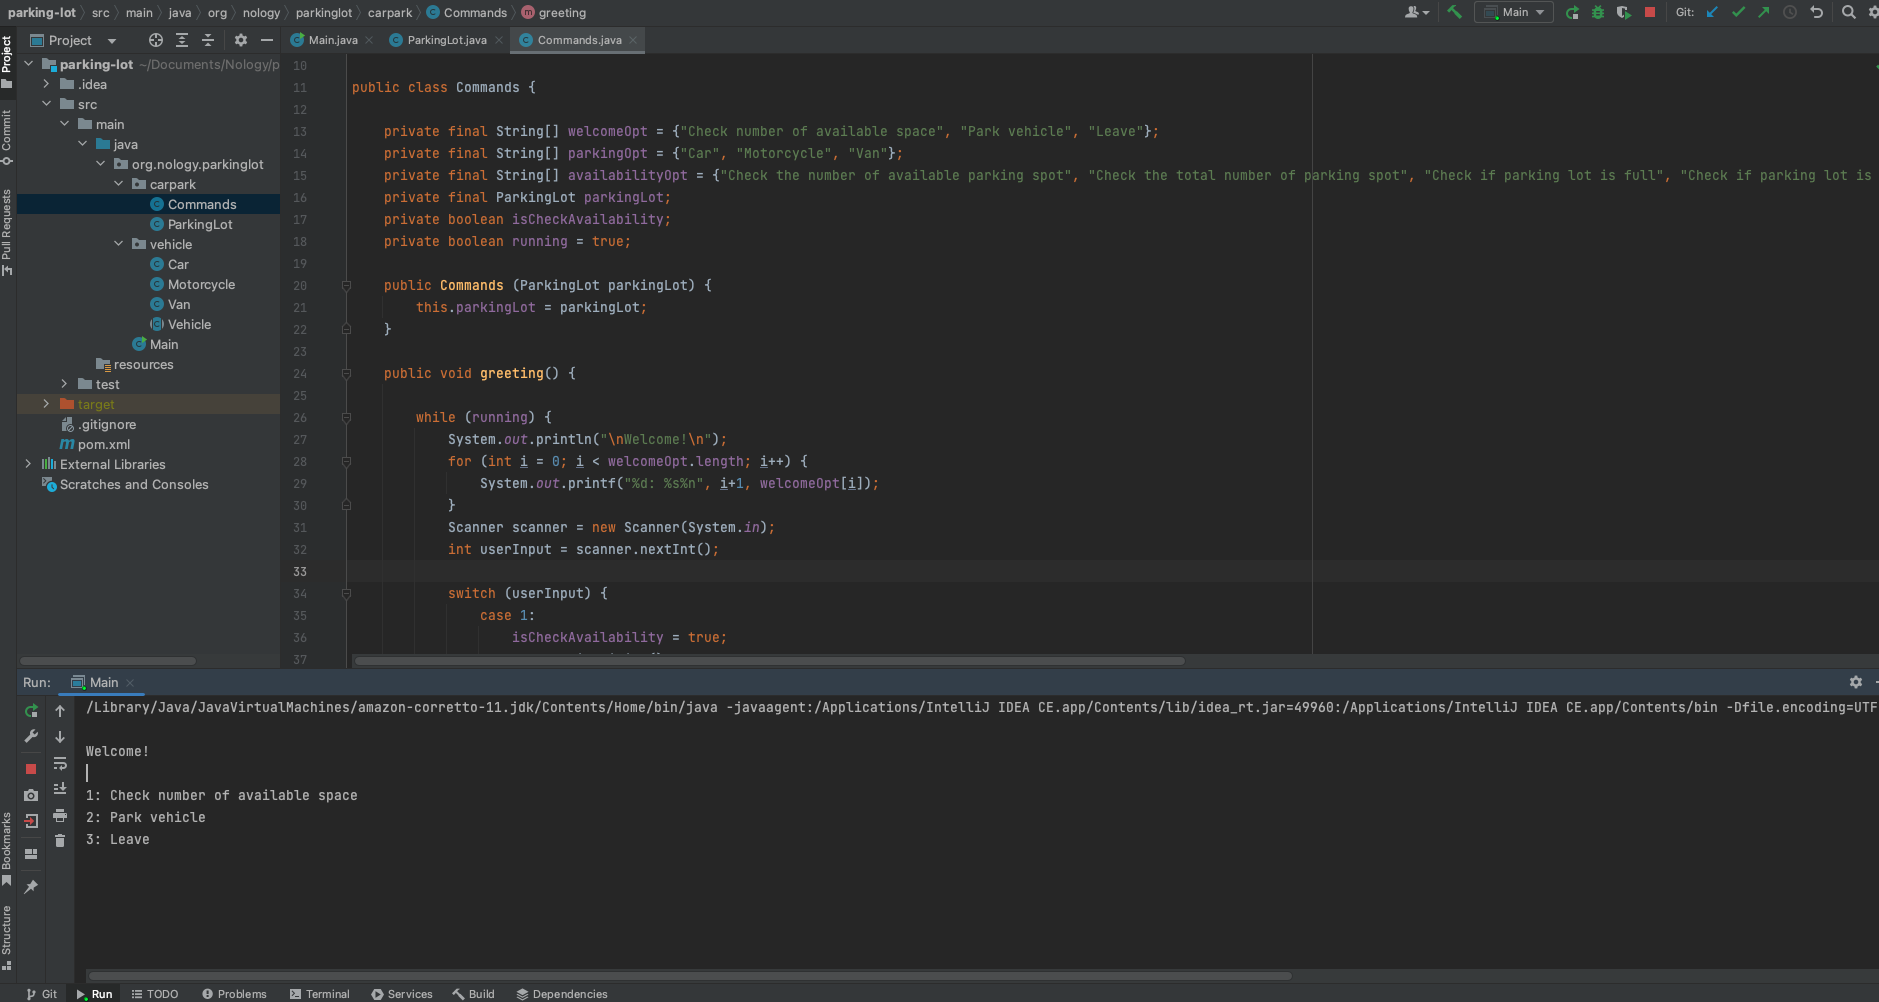 parking-lot src main java org nology parkinglot carpark Commands greeting
Main Git:
Project
Main.java ParkingLot.java Commands.java
parking-lot ~/Documents/Nology/p
.idea
src
main
java
org.nology.parkinglot
carpark
Commands
ParkingLot
vehicle
Car
Motorcycle
Van
Vehicle
Main
resources
test
target
.gitignore
pom.xml
External Libraries
Scratches and Consoles
Project
Commit
Pull Requests
Bookmarks
Structure
10
11 public class Commands {
12
13 private final String[] welcomeOpt = {"Check number of available space", "Park vehicle", "Leave"};
14 private final String[] parkingOpt = {"Car", "Motorcycle", "Van"};
15 private final String[] availabilityOpt = {"Check the number of available parking spot", "Check the total number of parking spot", "Check if parking lot is full", "Check if parking lot is
16 private final ParkingLot parkingLot;
17 private boolean isCheckAvailability;
18 private boolean running = true;
19
20 public Commands (ParkingLot parkingLot) {
21 this.parkingLot = parkingLot;
22 }
23
24 public void greeting() {
25
26 while (running) {
27 System.out.println("\nWelcome!\n");
28 for (int i = 0; i < welcomeOpt.length; i++) {
29 System.out.printf("%d: %s%n", i+1, welcomeOpt[i]);
30 }
31 Scanner scanner = new Scanner(System.in);
32 int userInput = scanner.nextInt();
33
34 switch (userInput) {
35 case 1:
36 isCheckAvailability = true;
37
Run: Main
/Library/Java/JavaVirtualMachines/amazon-corretto-11.jdk/Contents/Home/bin/java -javaagent:/Applications/IntelliJ IDEA CE.app/Contents/lib/idea_rt.jar=49960:/Applications/IntelliJ IDEA CE.app/Contents/bin -Dfile.encoding=UTF
Welcome!
1: Check number of available space
2: Park vehicle
3: Leave
Git Run TODO Problems Terminal Services Build Dependencies